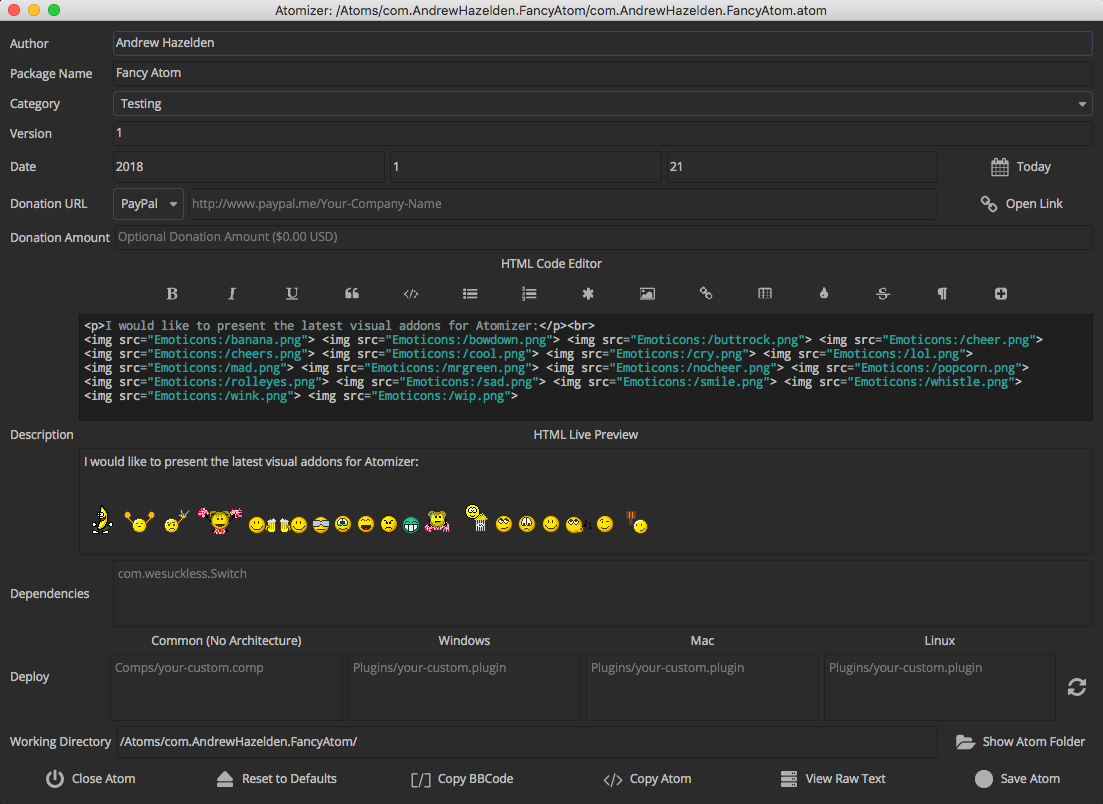 Atomizer: /Atoms/com.AndrewHazelden.FancyAtom/com.AndrewHazelden.FancyAtom.atom
Author Andrew Hazelden
Package Name Fancy Atom
Category Testing
Version 1
Date 2018 1 21 Today
Donation URL PayPal http://www.paypal.me/Your-Company-Name Open Link
Donation Amount Optional Donation Amount ($0.00 USD)
HTML Code Editor
B I U
<p>I would like to present the latest visual addons for Atomizer:</p><br>
<img src="Emoticons:/banana.png"> <img src="Emoticons:/bowdown.png"> <img src="Emoticons:/buttrock.png"> <img src="Emoticons:/cheer.png">
<img src="Emoticons:/cheers.png"> <img src="Emoticons:/cool.png"> <img src="Emoticons:/cry.png"> <img src="Emoticons:/lol.png">
<img src="Emoticons:/mad.png"> <img src="Emoticons:/mrgreen.png"> <img src="Emoticons:/nocheer.png"> <img src="Emoticons:/popcorn.png">
<img src="Emoticons:/rolleyes.png"> <img src="Emoticons:/sad.png"> <img src="Emoticons:/smile.png"> <img src="Emoticons:/whistle.png">
<img src="Emoticons:/wink.png"> <img src="Emoticons:/wip.png">
Description HTML Live Preview
I would like to present the latest visual addons for Atomizer:
Dependencies com.wesuckless.Switch
Common (No Architecture) Windows Mac Linux
Deploy Comps/your-custom.comp Plugins/your-custom.plugin Plugins/your-custom.plugin Plugins/your-custom.plugin
Working Directory /Atoms/com.AndrewHazelden.FancyAtom/ Show Atom Folder
Close Atom Reset to Defaults Copy BBCode Copy Atom View Raw Text Save Atom